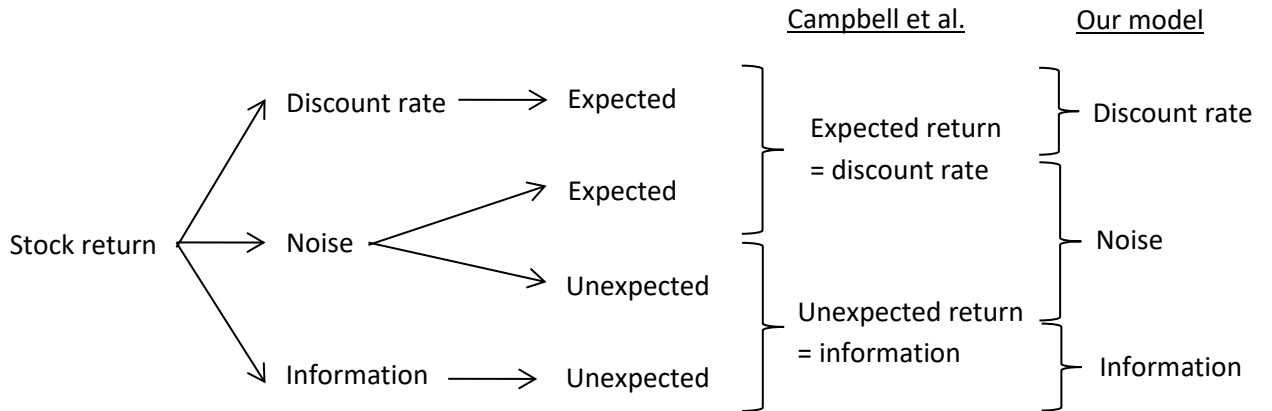 Campbell et al.
Our model
Discount rate
Expected
Expected return
= discount rate
Discount rate
Expected
Stock return
Noise
Noise
Unexpected
Unexpected return
= information
Information
Unexpected
Information